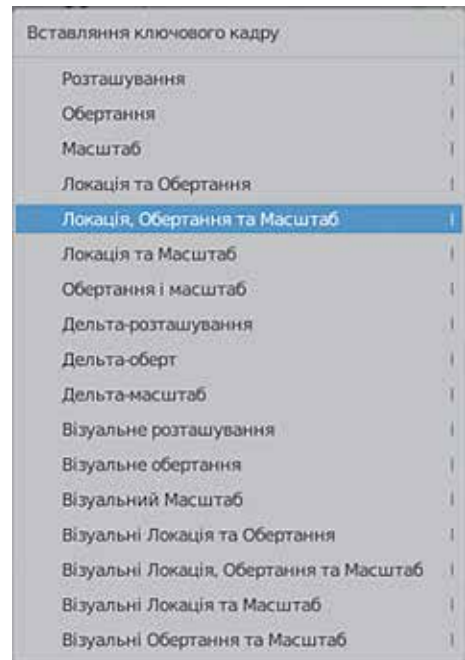 Вставляння ключового кадру
Розташування
Обертання
Масштаб
Локація та Обертання
Локація, Обертання та Масштаб
Локація та Масштаб
Обертання і масштаб
Дельта-розташування
Дельта-оберт
Дельта-масштаб
Візуальне розташування
Візуальне обертання
Візуальний Масштаб
Візуальні Локація та Обертання
Візуальні Локація, Обертання та Масштаб
Візуальні Локація та Масштаб
Візуальні Обертання та Масштаб